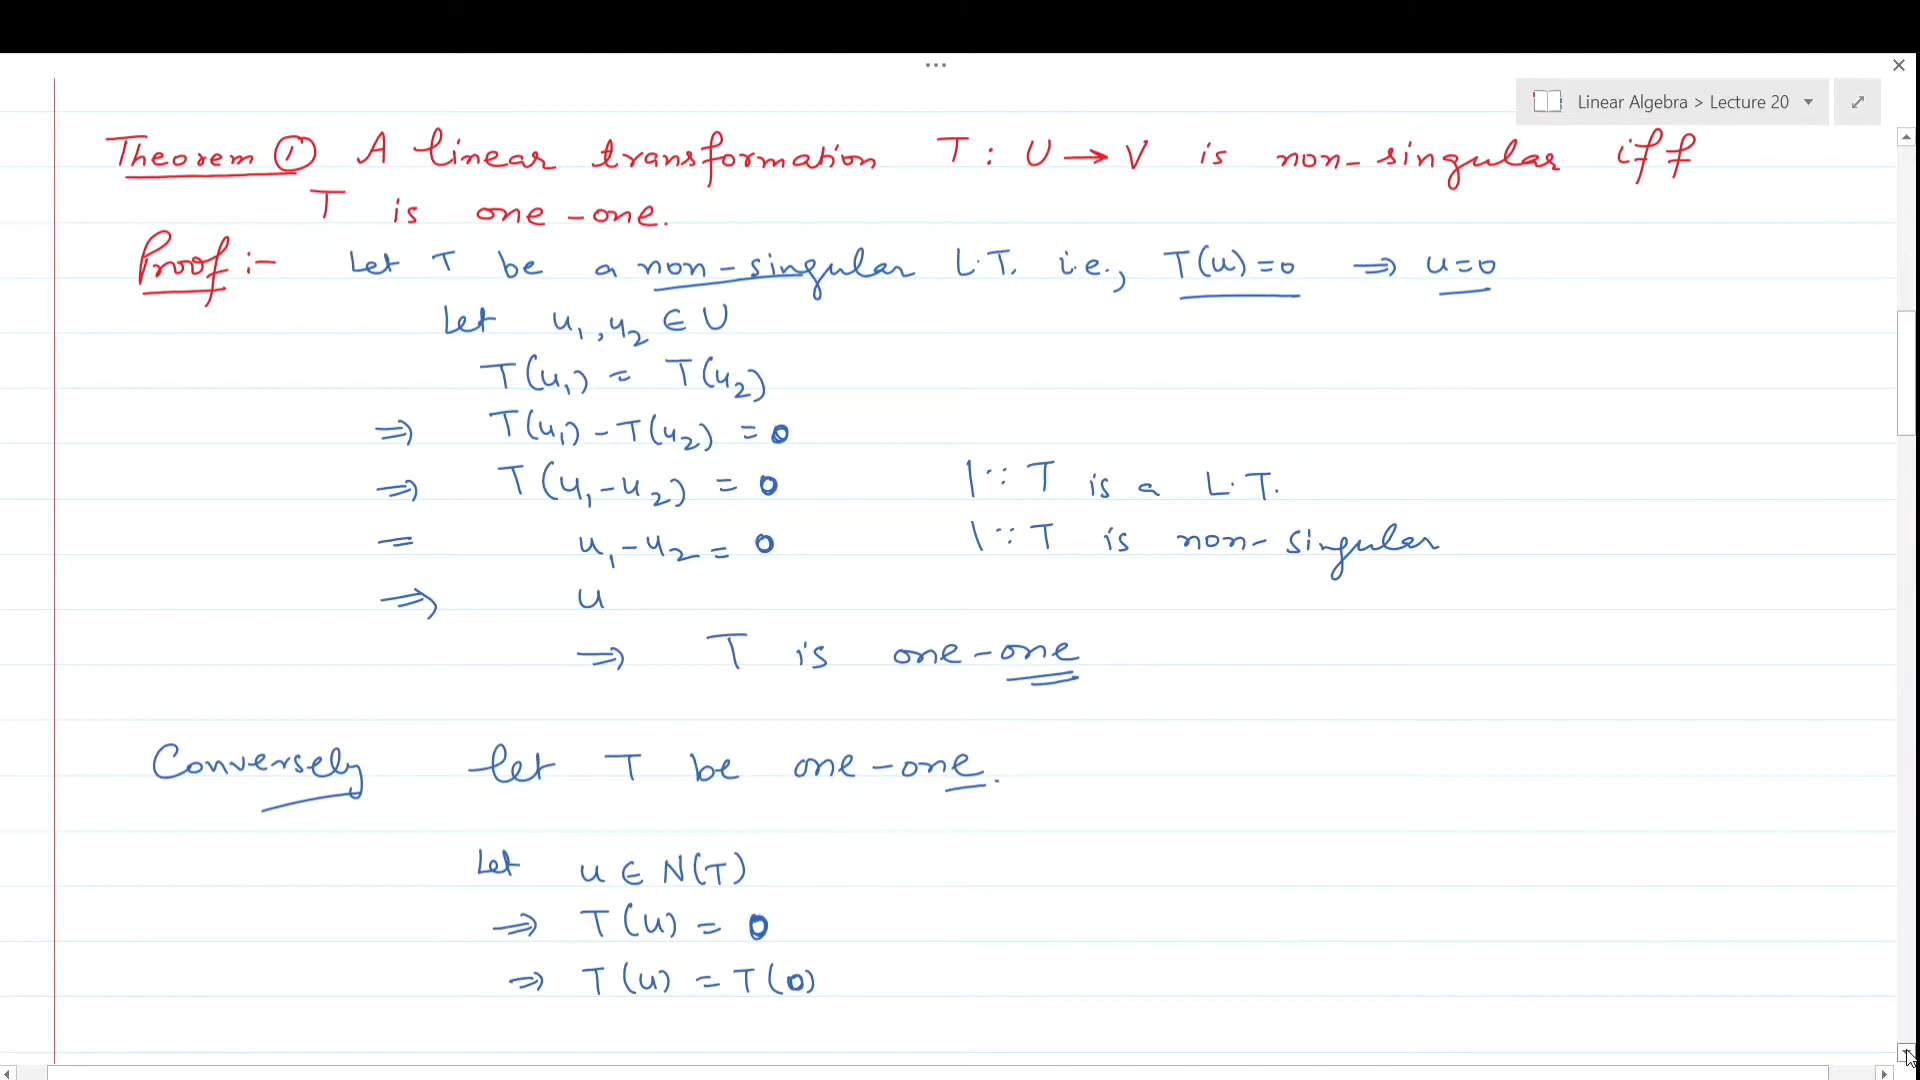 ...
Linear Algebra > Lecture 20
Theorem ① A linear transformation T : U → V is non-singular iff
T is one-one.
Proof :- Let T be a non-singular L.T. i.e., T(u)=0 ⇒ u=0
Let u₁, u₂ ∈ U
T(u₁) = T(u₂)
⇒ T(u₁) - T(u₂) = 0
⇒ T(u₁-u₂) = 0 | ∵ T is a L.T.
= u₁-u₂ = 0 | ∵ T is non-singular
⇒ u
⇒ T is one-one
Conversely let T be one-one.
Let u ∈ N(T)
⇒ T(u) = 0
⇒ T(u) = T(0)